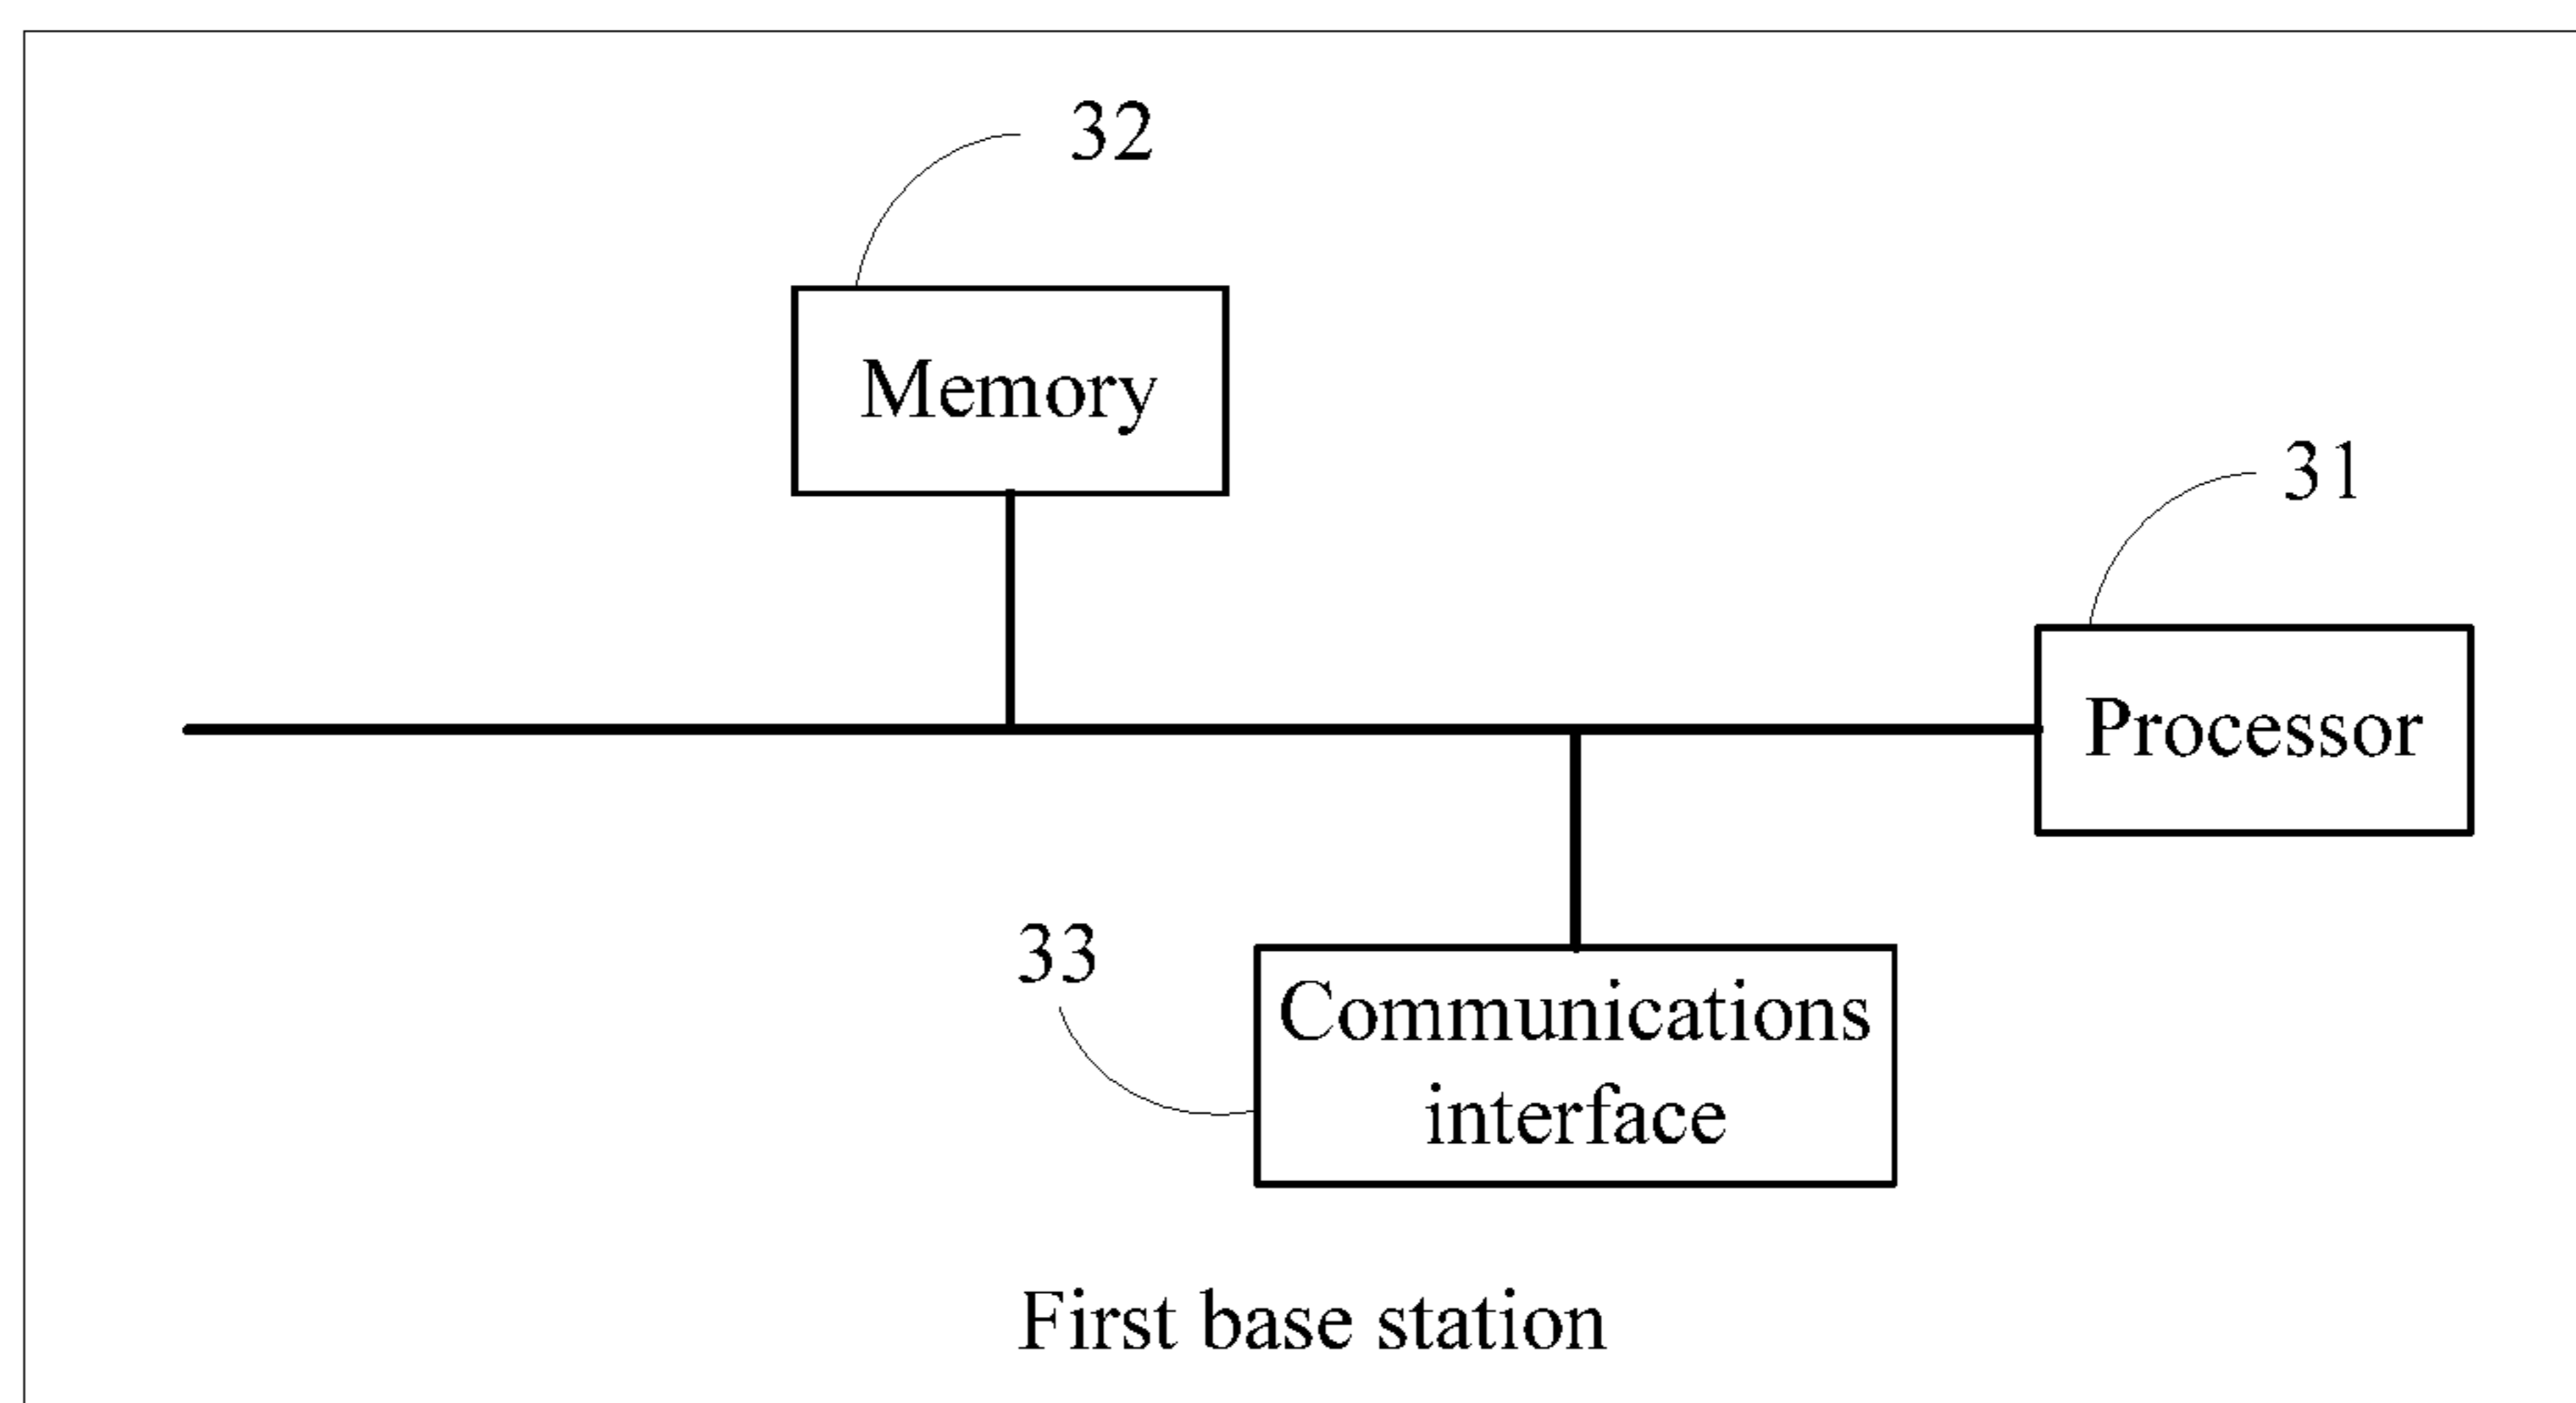 32
Memory
31
Processor
33
Communications
interface
First base station